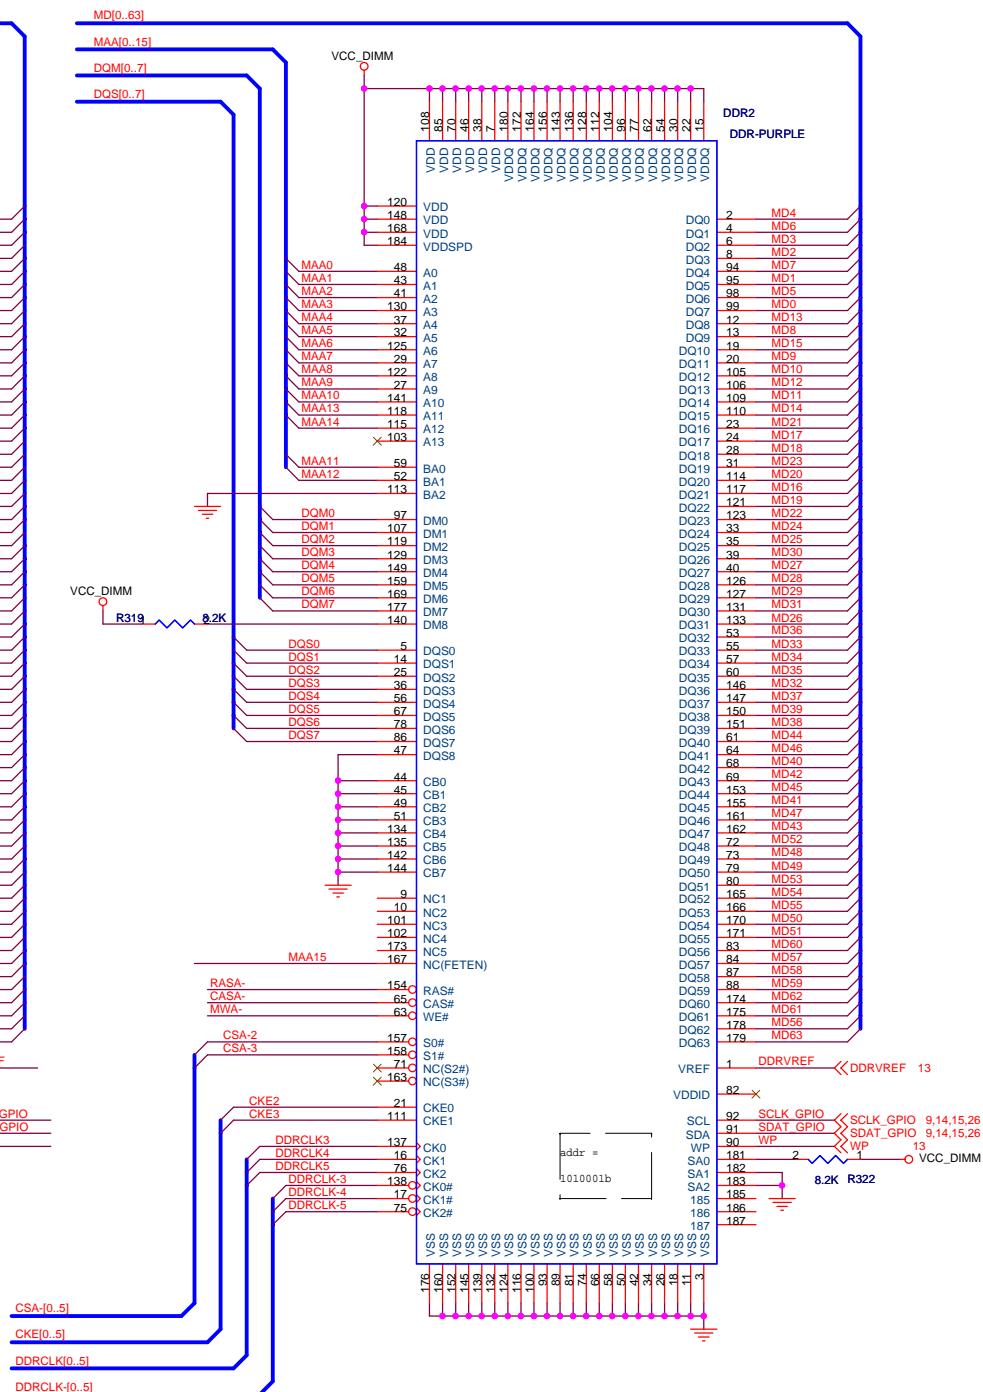 MD[0..63]
MAA[0..15]
DQM[0..7]
DQS[0..7]
VCC_DIMM
DDR2
DDR-PURPLE
108 85 70 46 38 7 180 172 164 156 143 136 128 112 104 96 77 62 54 30 22 15
VDD VDD VDD VDD VDD VDD VDDQ VDDQ VDDQ VDDQ VDDQ VDDQ VDDQ VDDQ VDDQ VDDQ VDDQ VDDQ VDDQ VDDQ VDDQ VDDQ
120 VDD
148 VDD
168 VDD
184 VDDSPD
MAA0 48 A0
MAA1 43 A1
MAA2 41 A2
MAA3 130 A3
MAA4 37 A4
MAA5 32 A5
MAA6 125 A6
MAA7 29 A7
MAA8 122 A8
MAA9 27 A9
MAA10 141 A10
MAA13 118 A11
MAA14 115 A12
103 A13
MAA11 59 BA0
MAA12 52 BA1
113 BA2
DQM0 97 DM0
DQM1 107 DM1
DQM2 119 DM2
DQM3 129 DM3
DQM4 149 DM4
DQM5 159 DM5
DQM6 169 DM6
DQM7 177 DM7
VCC_DIMM
R319 8.2K 140 DM8
DQS0 5 DQS0
DQS1 14 DQS1
DQS2 25 DQS2
DQS3 36 DQS3
DQS4 56 DQS4
DQS5 67 DQS5
DQS6 78 DQS6
DQS7 86 DQS7
47 DQS8
44 CB0
45 CB1
49 CB2
51 CB3
134 CB4
135 CB5
142 CB6
144 CB7
9 NC1
10 NC2
101 NC3
102 NC4
173 NC5
MAA15 167 NC(FETEN)
RASA- 154 RAS#
CASA- 65 CAS#
MWA- 63 WE#
CSA-2 157 S0#
CSA-3 158 S1#
71 NC(S2#)
163 NC(S3#)
CKE2 21 CKE0
CKE3 111 CKE1
DDRCLK3 137 CK0
DDRCLK4 16 CK1
DDRCLK5 76 CK2
DDRCLK-3 138 CK0#
DDRCLK-4 17 CK1#
DDRCLK-5 75 CK2#
DQ0 2 MD4
DQ1 4 MD6
DQ2 6 MD3
DQ3 8 MD2
DQ4 94 MD7
DQ5 95 MD1
DQ6 98 MD5
DQ7 99 MD0
DQ8 12 MD13
DQ9 13 MD8
DQ10 19 MD15
DQ11 20 MD9
DQ12 105 MD10
DQ13 106 MD12
DQ14 109 MD11
DQ15 110 MD14
DQ16 23 MD21
DQ17 24 MD17
DQ18 28 MD18
DQ19 31 MD23
DQ20 114 MD20
DQ21 117 MD16
DQ22 121 MD19
DQ23 123 MD22
DQ24 33 MD24
DQ25 35 MD25
DQ26 39 MD30
DQ27 40 MD27
DQ28 126 MD28
DQ29 127 MD29
DQ30 131 MD31
DQ31 133 MD26
DQ32 53 MD36
DQ33 55 MD33
DQ34 57 MD34
DQ35 60 MD35
DQ36 146 MD32
DQ37 147 MD37
DQ38 150 MD39
DQ39 151 MD38
DQ40 61 MD44
DQ41 64 MD46
DQ42 68 MD40
DQ43 69 MD42
DQ44 153 MD45
DQ45 155 MD41
DQ46 161 MD47
DQ47 162 MD43
DQ48 72 MD52
DQ49 73 MD48
DQ50 79 MD49
DQ51 80 MD53
DQ52 165 MD54
DQ53 166 MD55
DQ54 170 MD50
DQ55 171 MD51
DQ56 83 MD60
DQ57 84 MD57
DQ58 87 MD58
DQ59 88 MD59
DQ60 174 MD62
DQ61 175 MD61
DQ62 178 MD56
DQ63 179 MD63
VREF 1 DDRVREF DDRVREF 13
VDDID 82
SCL 92 SCLK_GPIO SCLK_GPIO 9,14,15,26
SDA 91 SDAT_GPIO SDAT_GPIO 9,14,15,26
WP 90 WP WP 13
SA0 181 2 1 VCC_DIMM
SA1 182 8.2K R322
SA2 183
185 185
186 186
187 187
addr =
1010001b
F
GPIO
GPIO
VSS VSS VSS VSS VSS VSS VSS VSS VSS VSS VSS VSS VSS VSS VSS VSS VSS VSS VSS VSS VSS VSS
176 160 152 145 139 132 124 116 100 93 89 81 74 66 58 50 42 34 26 18 11 3
CSA-[0..5]
CKE[0..5]
DDRCLK[0..5]
DDRCLK-[0..5]